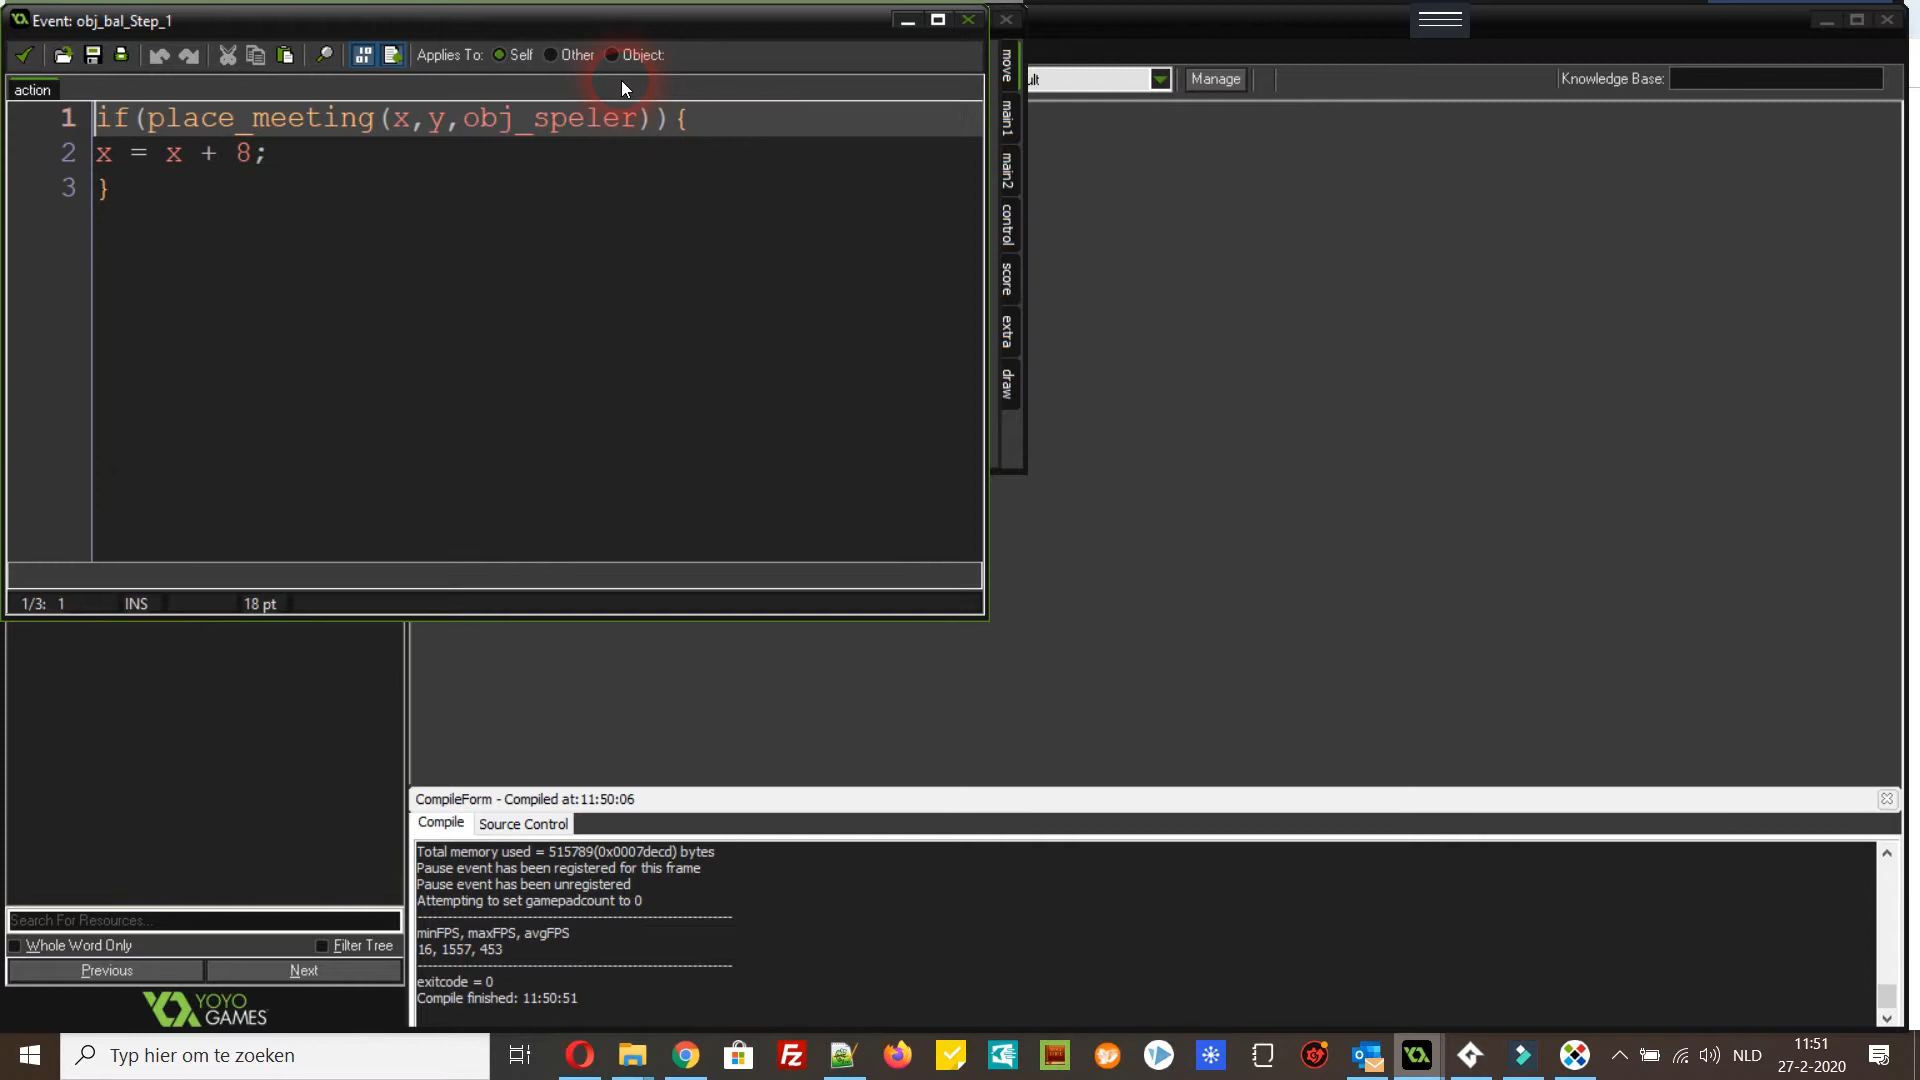 Event: obj_bal_Step_1
Applies To: Self Other Object:
action
1 if(place_meeting(x,y,obj_speler)){
2 x = x + 8;
3 }
1/3: 1 INS 18 pt
move
main1
main2
control
score
extra
draw
ult Manage Knowledge Base:
CompileForm - Compiled at:11:50:06
Compile Source Control
Total memory used = 515789(0x0007decd) bytes
Pause event has been registered for this frame
Pause event has been unregistered
Attempting to set gamepadcount to 0
minFPS, maxFPS, avgFPS
16, 1557, 453
exitcode = 0
Compile finished: 11:50:51
Search For Resources...
Whole Word Only Filter Tree
Previous Next
YOYO
GAMES
Typ hier om te zoeken
NLD
11:51
27-2-2020